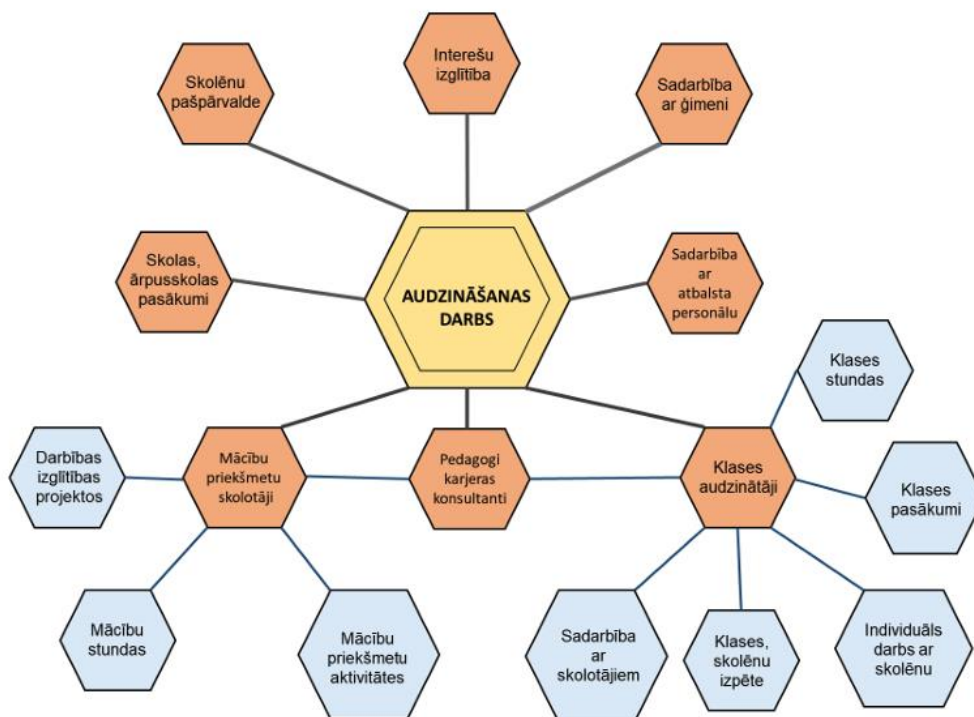 Interešu
izglītība
Skolēnu
pašpārvalde
Sadarbība
ar ģimeni
Skolas,
ārpusskolas
pasākumi
AUDZINĀŠANAS
DARBS
Sadarbība
ar
atbalsta
personālu
Klases
stundas
Darbības
izglītības
projektos
Mācību
priekšmetu
skolotāji
Pedagogi
karjeras
konsultanti
Klases
audzinātāji
Klases
pasākumi
Mācību
stundas
Mācību
priekšmetu
aktivitātes
Sadarbība
ar
skolotājiem
Klases,
skolēnu
izpēte
Individuāls
darbs ar
skolēnu